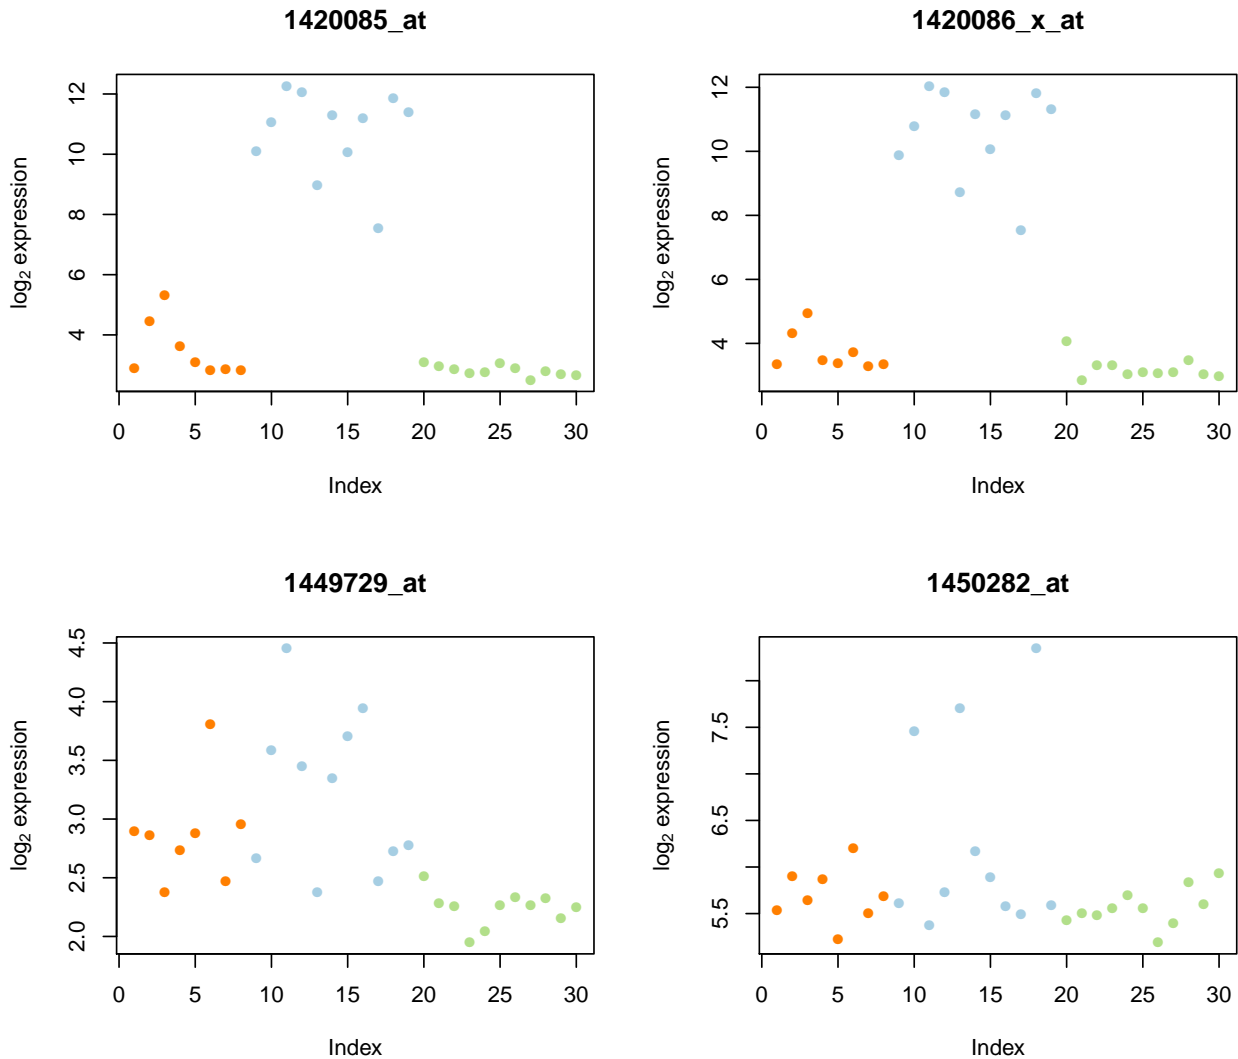 1420085_at
log2 expression
12
10
8
6
4
0 5 10 15 20 25 30
Index
1420086_x_at
log2 expression
12
10
8
6
4
0 5 10 15 20 25 30
Index
1449729_at
log2 expression
4.5
4.0
3.5
3.0
2.5
2.0
0 5 10 15 20 25 30
Index
1450282_at
log2 expression
7.5
6.5
5.5
0 5 10 15 20 25 30
Index